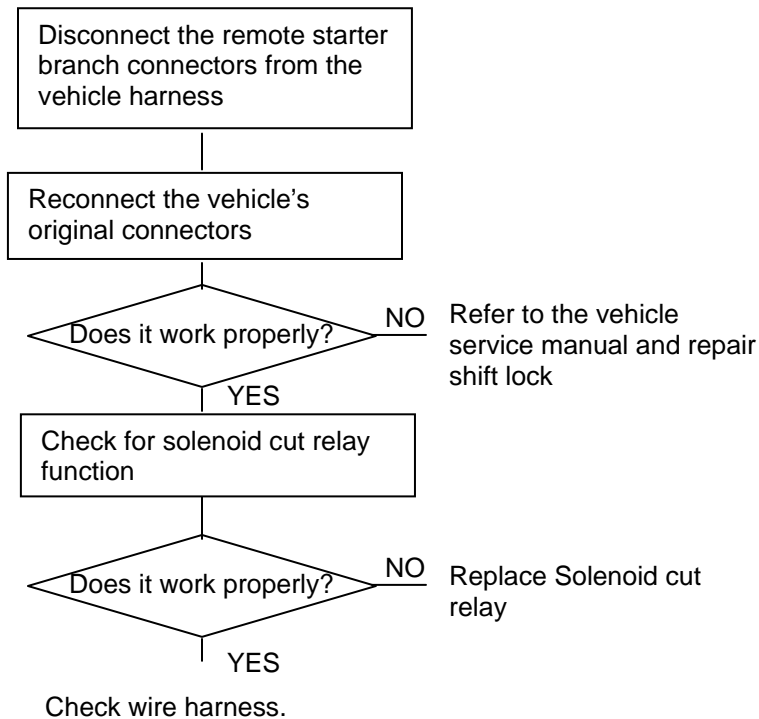 Disconnect the remote starter
branch connectors from the
vehicle harness
Reconnect the vehicle's
original connectors
Does it work properly?
NO
Refer to the vehicle
service manual and repair
shift lock
YES
Check for solenoid cut relay
function
Does it work properly?
NO
Replace Solenoid cut
relay
YES
Check wire harness.